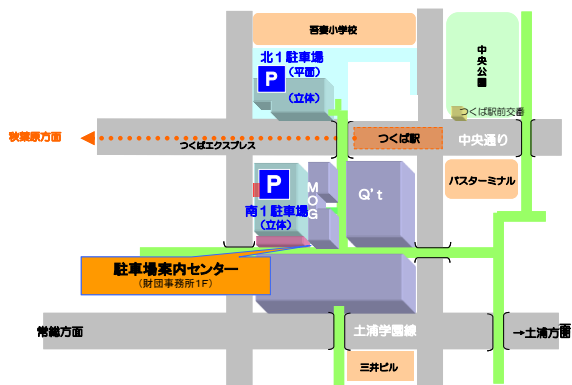 吾妻小学校
中央公園
北1駐車場
(平面)
P
(立体)
つくば駅前交番
秋葉原方面
つくばエクスプレス
つくば駅
中央通り
P
MOG
Q't
バスターミナル
南1駐車場
(立体)
駐車場案内センター
(財団事務所1F)
常総方面
土浦学園線
→土浦方面
三井ビル